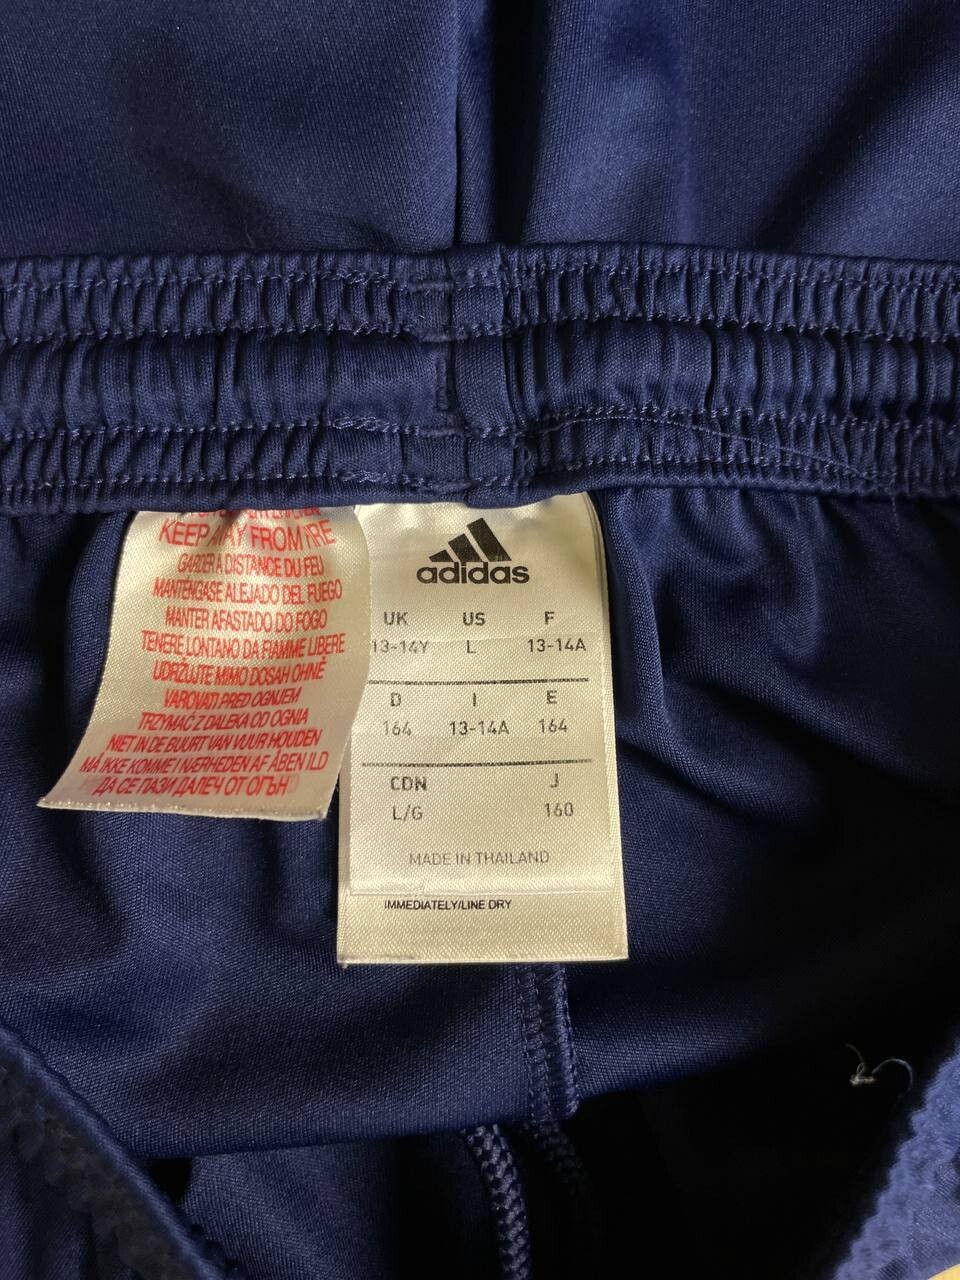 KEEP AWAY FROM FIRE
GARDER A DISTANCE DU FEU
MANTENGASE ALEJADO DEL FUEGO
MANTER AFASTADO DO FOGO
TENERE LONTANO DA FIAMME LIBERE
UDRŽUJTE MIMO DOSAH OHNĚ
VAROVATI PRED OGNJEM
TRZYMAĆ Z DALEKA OD OGNIA
NIET IN DE BUURT VAN VUUR HOUDEN
MÅ IKKE KOMME I NÆRHEDEN AF ÅBEN ILD
ДА СЕ ПАЗИ ДАЛЕЧ ОТ ОГЪН
adidas
UK US F
13-14Y L 13-14A
D I E
164 13-14A 164
CDN J
L/G 160
MADE IN THAILAND
IMMEDIATELY/LINE DRY